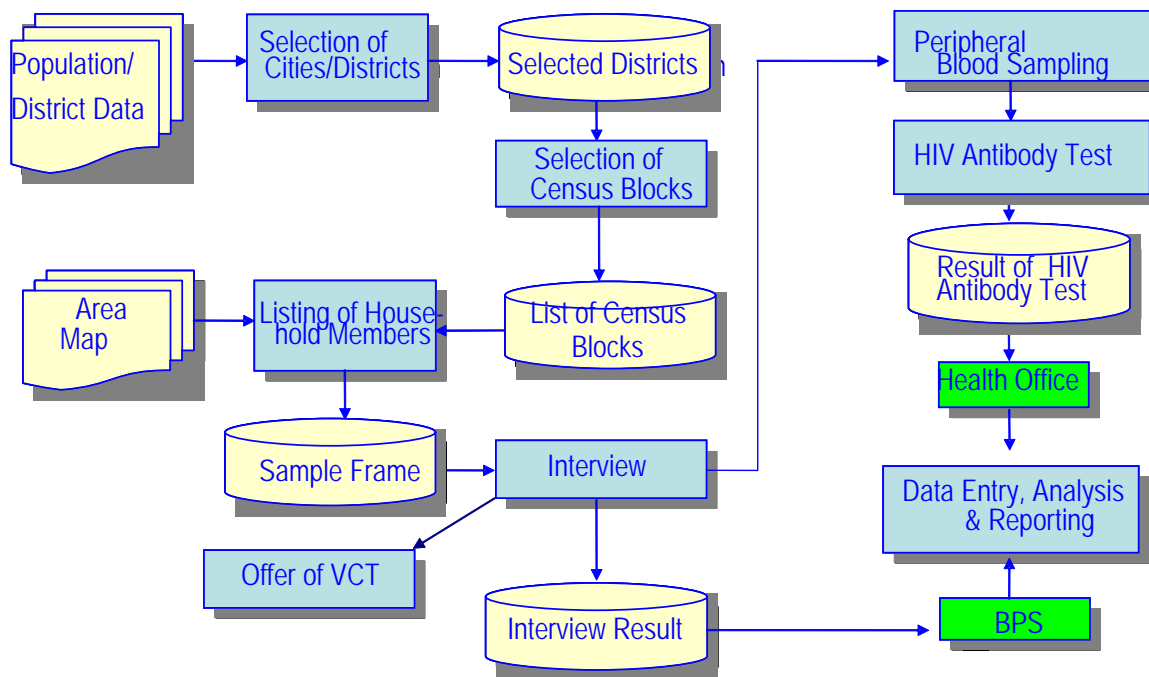 Population/
District Data
Selection of
Cities/Districts
Selected Districts
Peripheral
Blood Sampling
Selection of
Census Blocks
HIV Antibody Test
Result of HIV
Antibody Test
Area
Map
Listing of House-
hold Members
List of Census
Blocks
Health Office
Sample Frame
Interview
Data Entry, Analysis
& Reporting
Offer of VCT
Interview Result
BPS